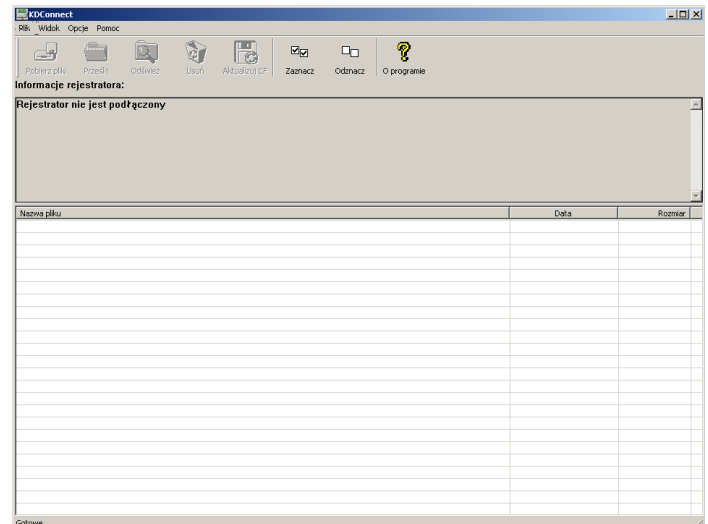 KDConnect
Plik Widok Opcje Pomoc
Pobierz pliki Prześlij Odśwież Usuń Aktualizuj CF Zaznacz Odznacz O programie
Informacje rejestratora:
Rejestrator nie jest podłączony
Nazwa pliku Data Rozmiar
Gotowe